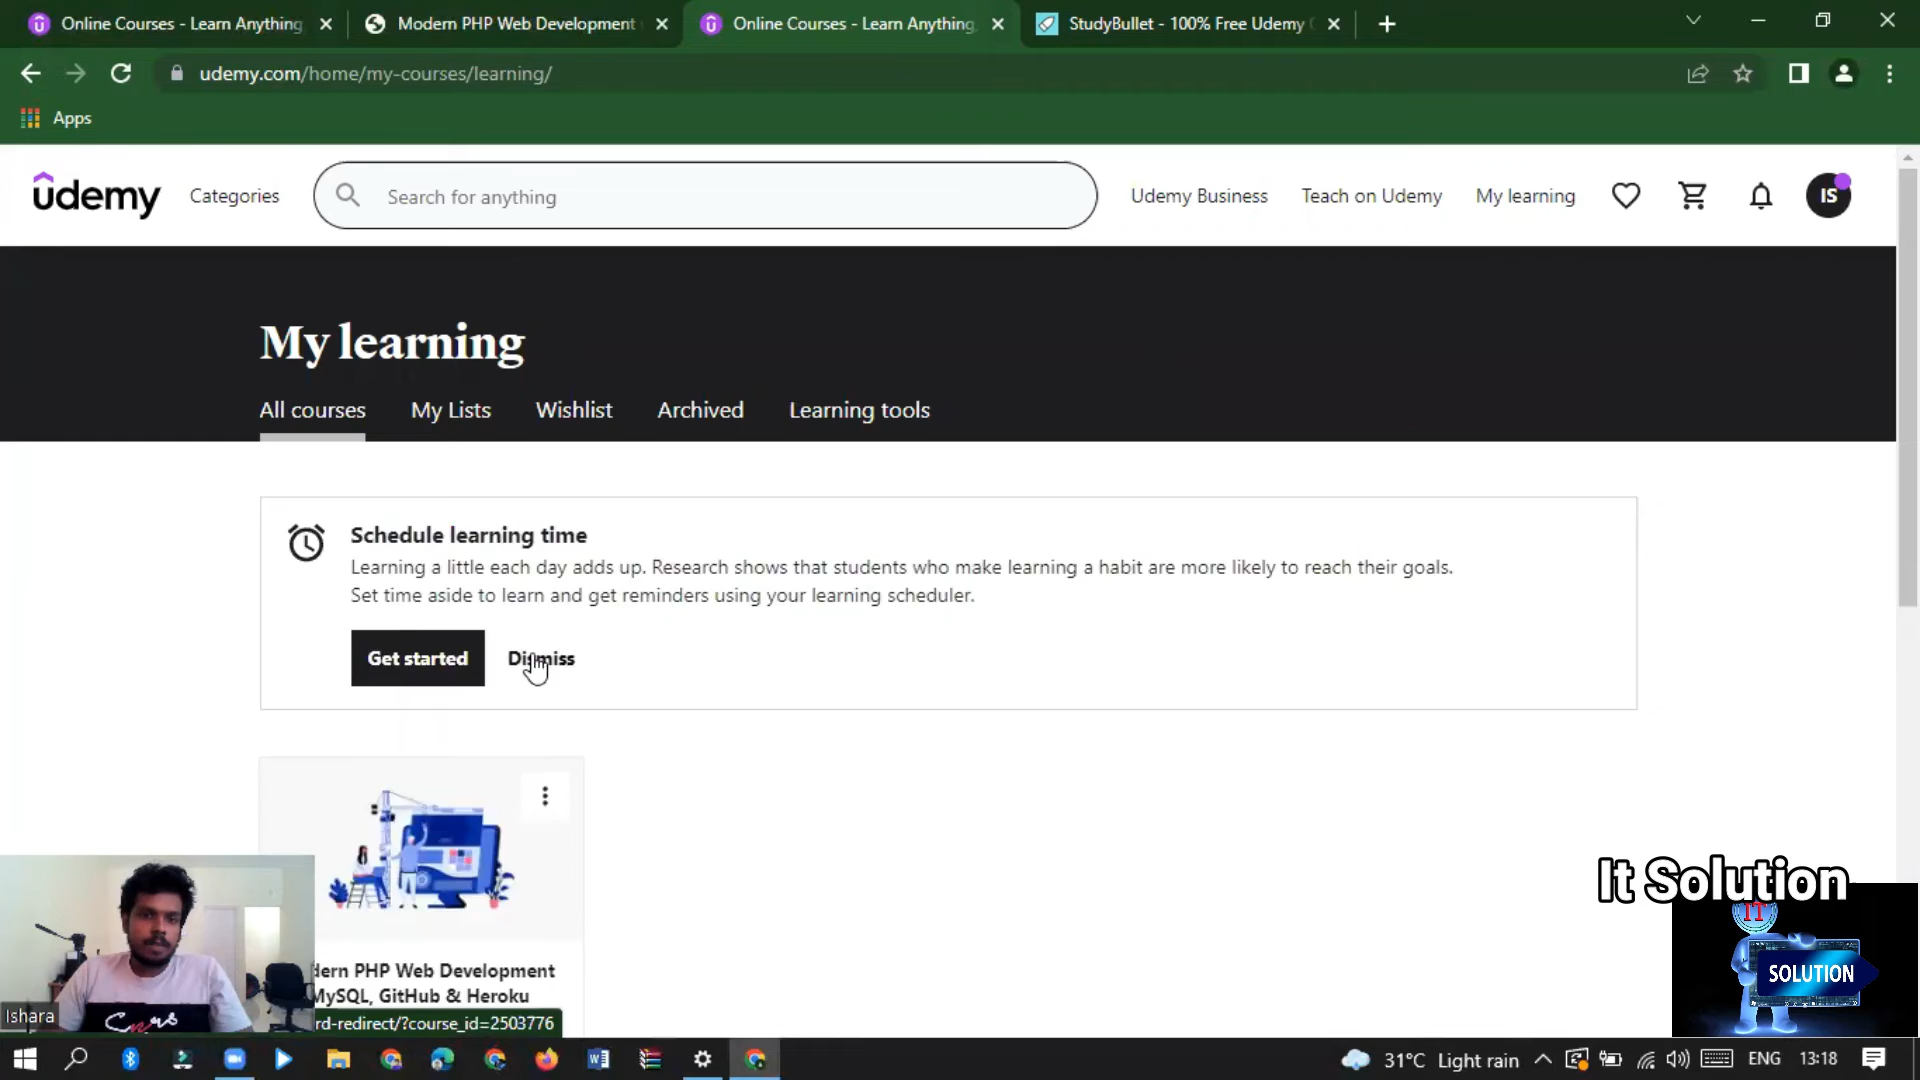 Online Courses - Learn Anything
Modern PHP Web Development
Online Courses - Learn Anything,
StudyBullet - 100% Free Udemy
udemy.com/home/my-courses/learning/
Apps
udemy
Categories
Search for anything
Udemy Business
Teach on Udemy
My learning
IS
My learning
All courses
My Lists
Wishlist
Archived
Learning tools
Schedule learning time
Learning a little each day adds up. Research shows that students who make learning a habit are more likely to reach their goals.
Set time aside to learn and get reminders using your learning scheduler.
Get started
Dismiss
dern PHP Web Development
MySQL, GitHub & Heroku
rd-redirect/?course_id=2503776
Ishara
It Solution
IT
SOLUTION
31°C Light rain
ENG
13:18